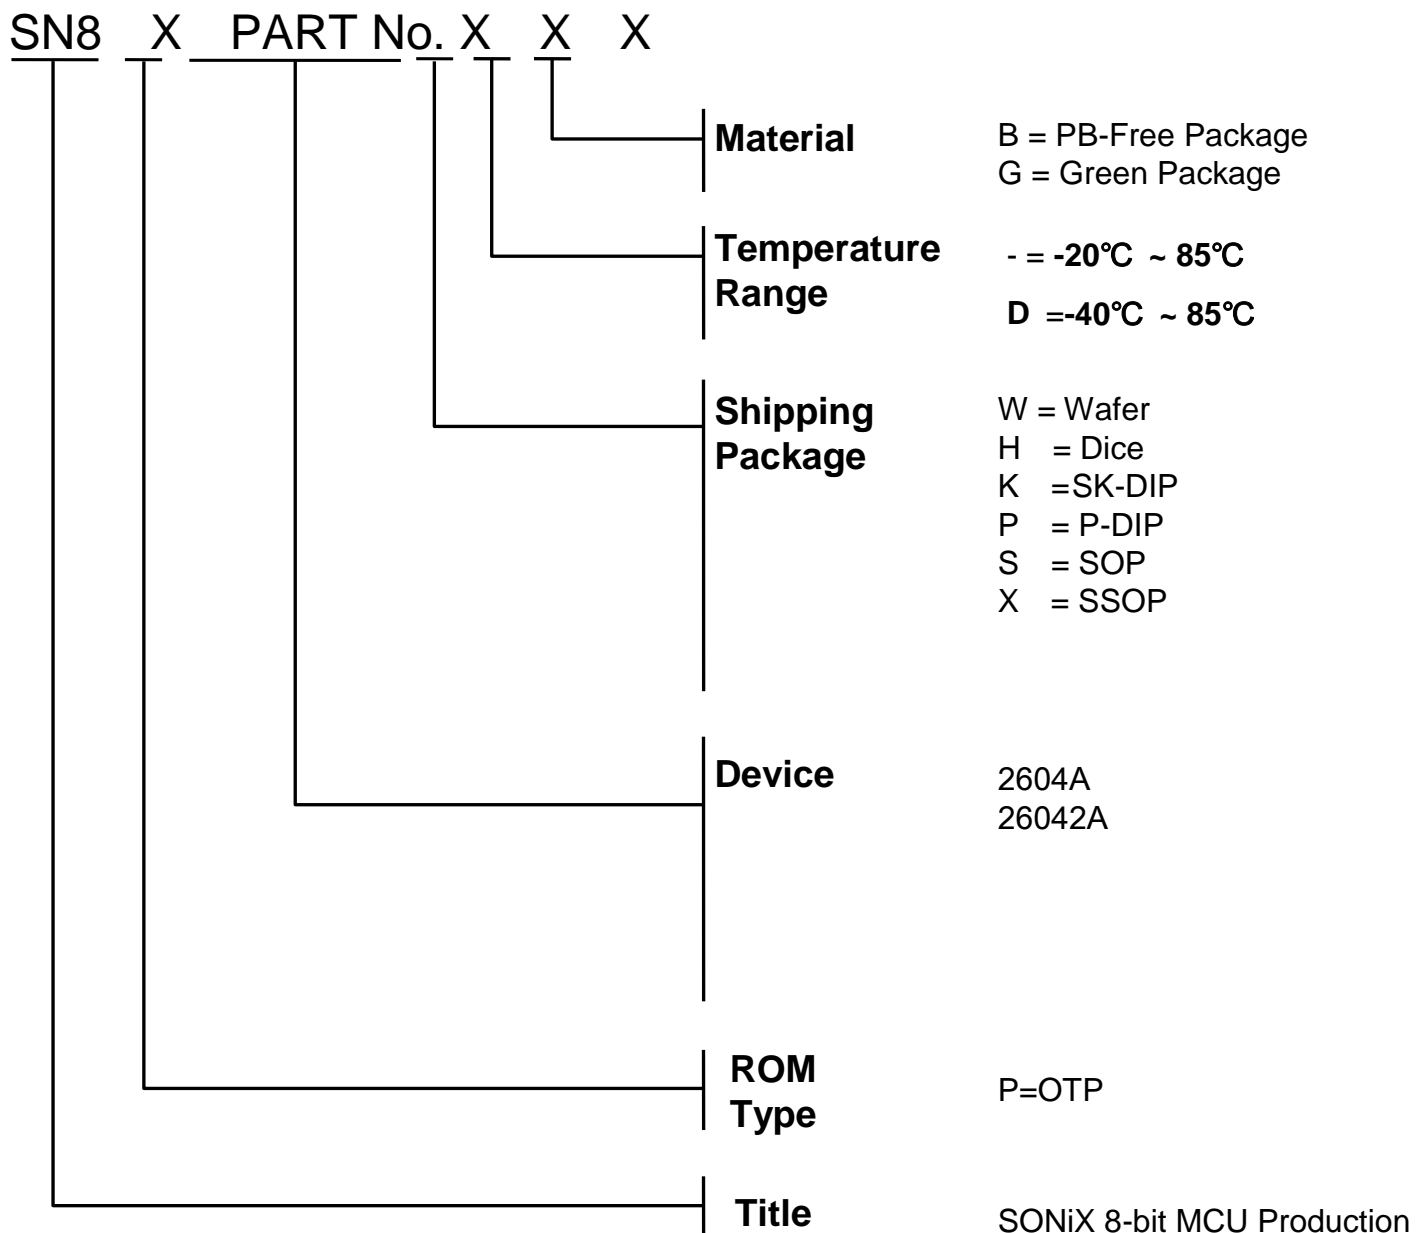 SN8 X PART No. X X X
Material
B = PB-Free Package
G = Green Package
Temperature
Range
- = -20℃ ~ 85℃
D =-40℃ ~ 85℃
Shipping
Package
W = Wafer
H = Dice
K =SK-DIP
P = P-DIP
S = SOP
X = SSOP
Device
2604A
26042A
ROM
Type
P=OTP
Title
SONiX 8-bit MCU Production